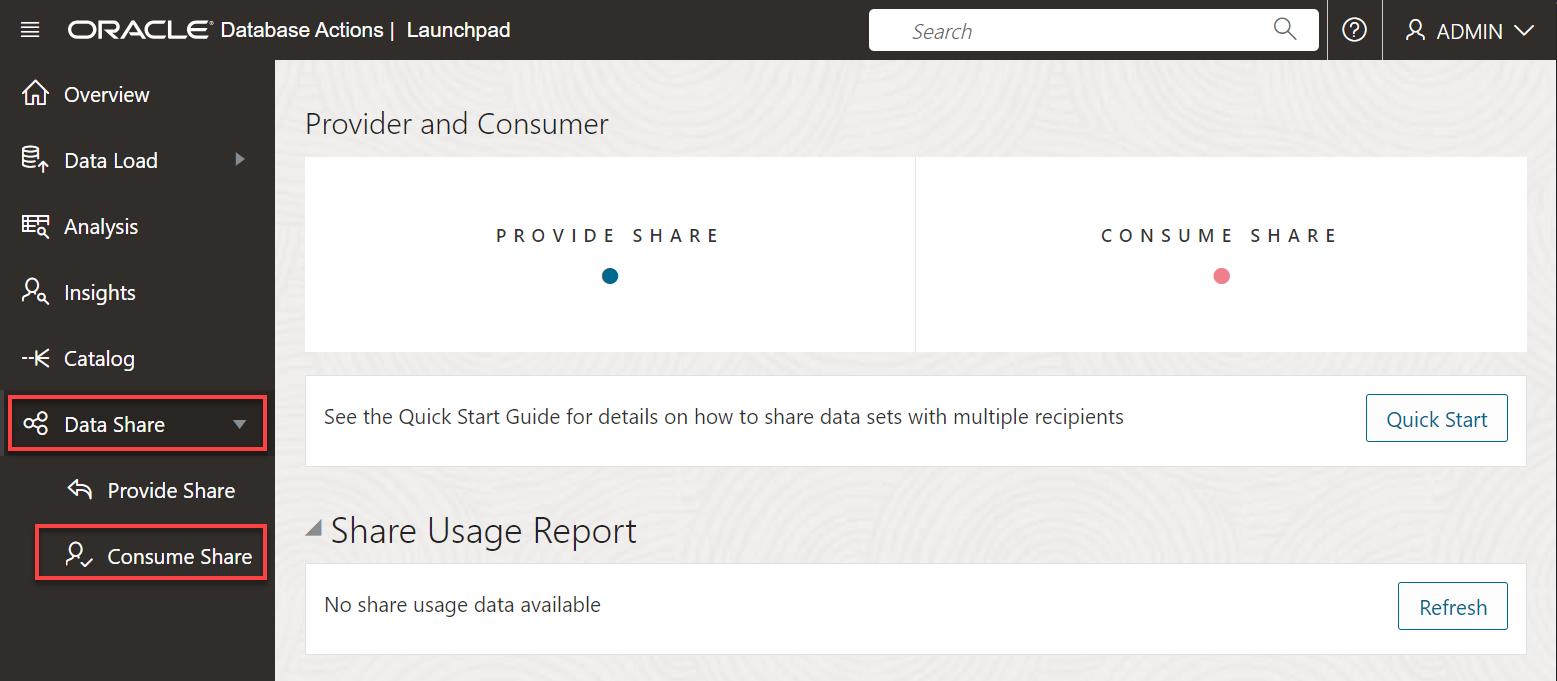 ORACLE Database Actions | Launchpad
Search
ADMIN
Overview
Data Load
Analysis
Insights
Catalog
Data Share
Provide Share
Consume Share
Provider and Consumer
PROVIDE SHARE
CONSUME SHARE
See the Quick Start Guide for details on how to share data sets with multiple recipients
Quick Start
Share Usage Report
No share usage data available
Refresh